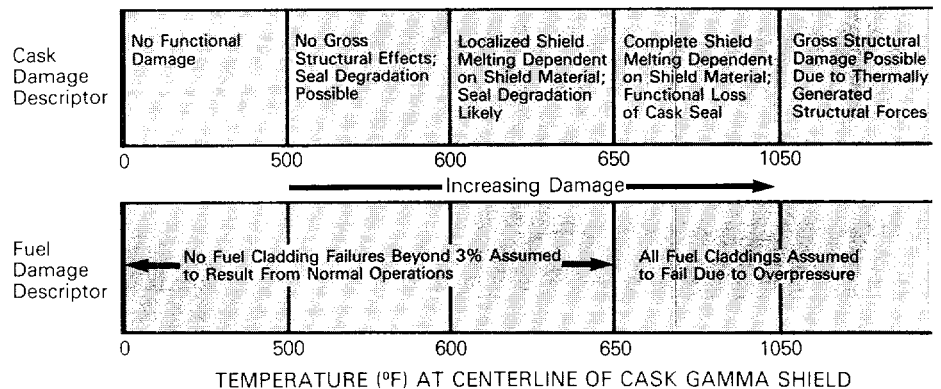 Cask
Damage
Descriptor
No Functional
Damage
No Gross
Structural Effects;
Seal Degradation
Possible
Localized Shield
Melting Dependent
on Shield Material;
Seal Degradation
Likely
Complete Shield
Melting Dependent
on Shield Material;
Functional Loss
of Cask Seal
Gross Structural
Damage Possible
Due to Thermally
Generated
Structural Forces
0 500 600 650 1050
Increasing Damage
Fuel
Damage
Descriptor
No Fuel Cladding Failures Beyond 3% Assumed
to Result From Normal Operations
All Fuel Claddings Assumed
to Fail Due to Overpressure
0 500 600 650 1050
TEMPERATURE (ºF) AT CENTERLINE OF CASK GAMMA SHIELD